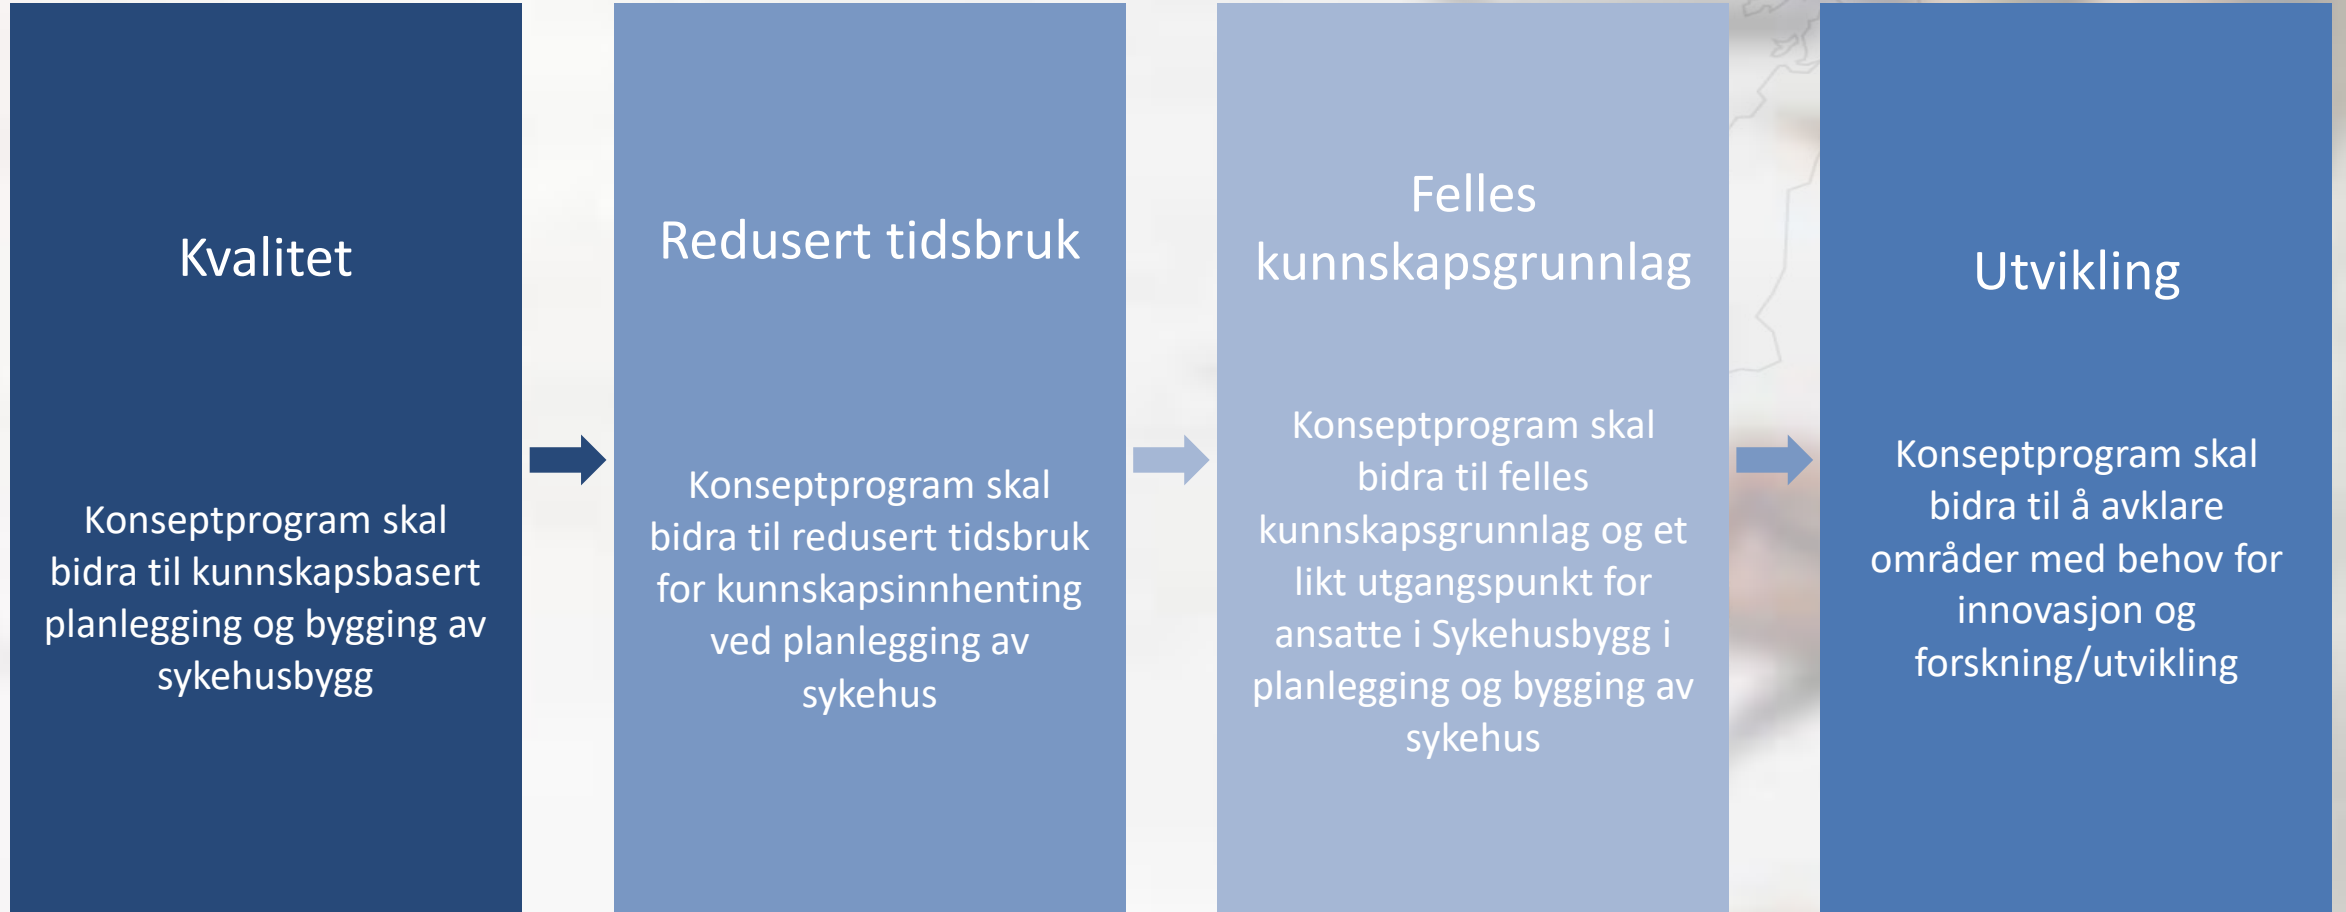 Kvalitet
Konseptprogram skal
bidra til kunnskapsbasert
planlegging og bygging av
sykehusbygg
Redusert tidsbruk
Konseptprogram skal
bidra til redusert tidsbruk
for kunnskapsinnhenting
ved planlegging av
sykehus
Felles
kunnskapsgrunnlag
Konseptprogram skal
bidra til felles
kunnskapsgrunnlag og et
likt utgangspunkt for
ansatte i Sykehusbygg i
planlegging og bygging av
sykehus
Utvikling
Konseptprogram skal
bidra til å avklare
områder med behov for
innovasjon og
forskning/utvikling